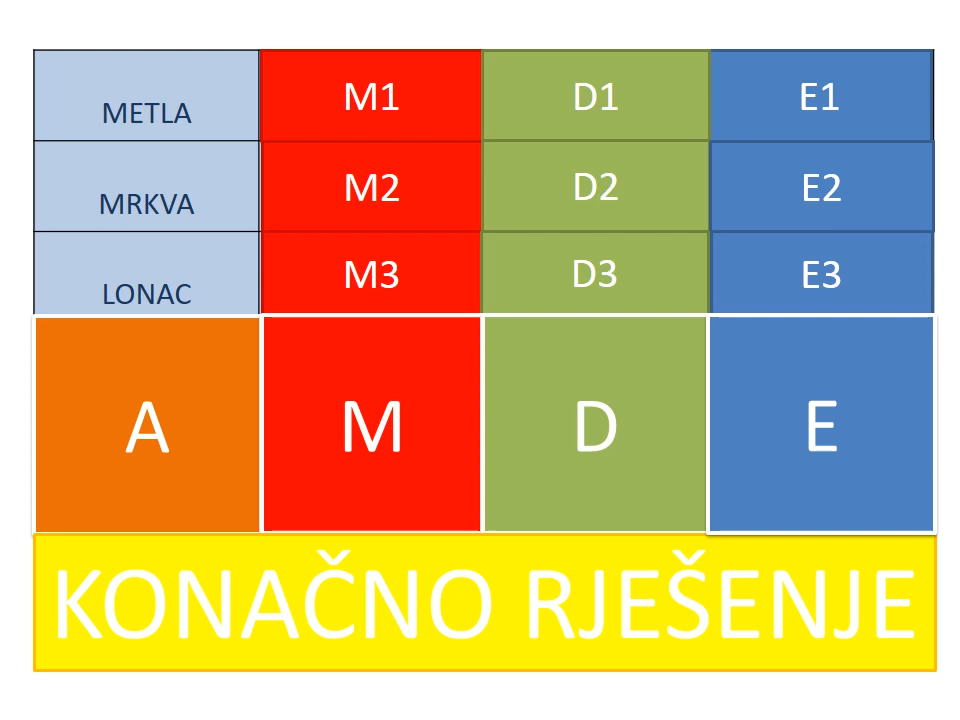 METLA M1 D1 E1
MRKVA M2 D2 E2
LONAC M3 D3 E3
A M D E
KONAČNO RJEŠENJE